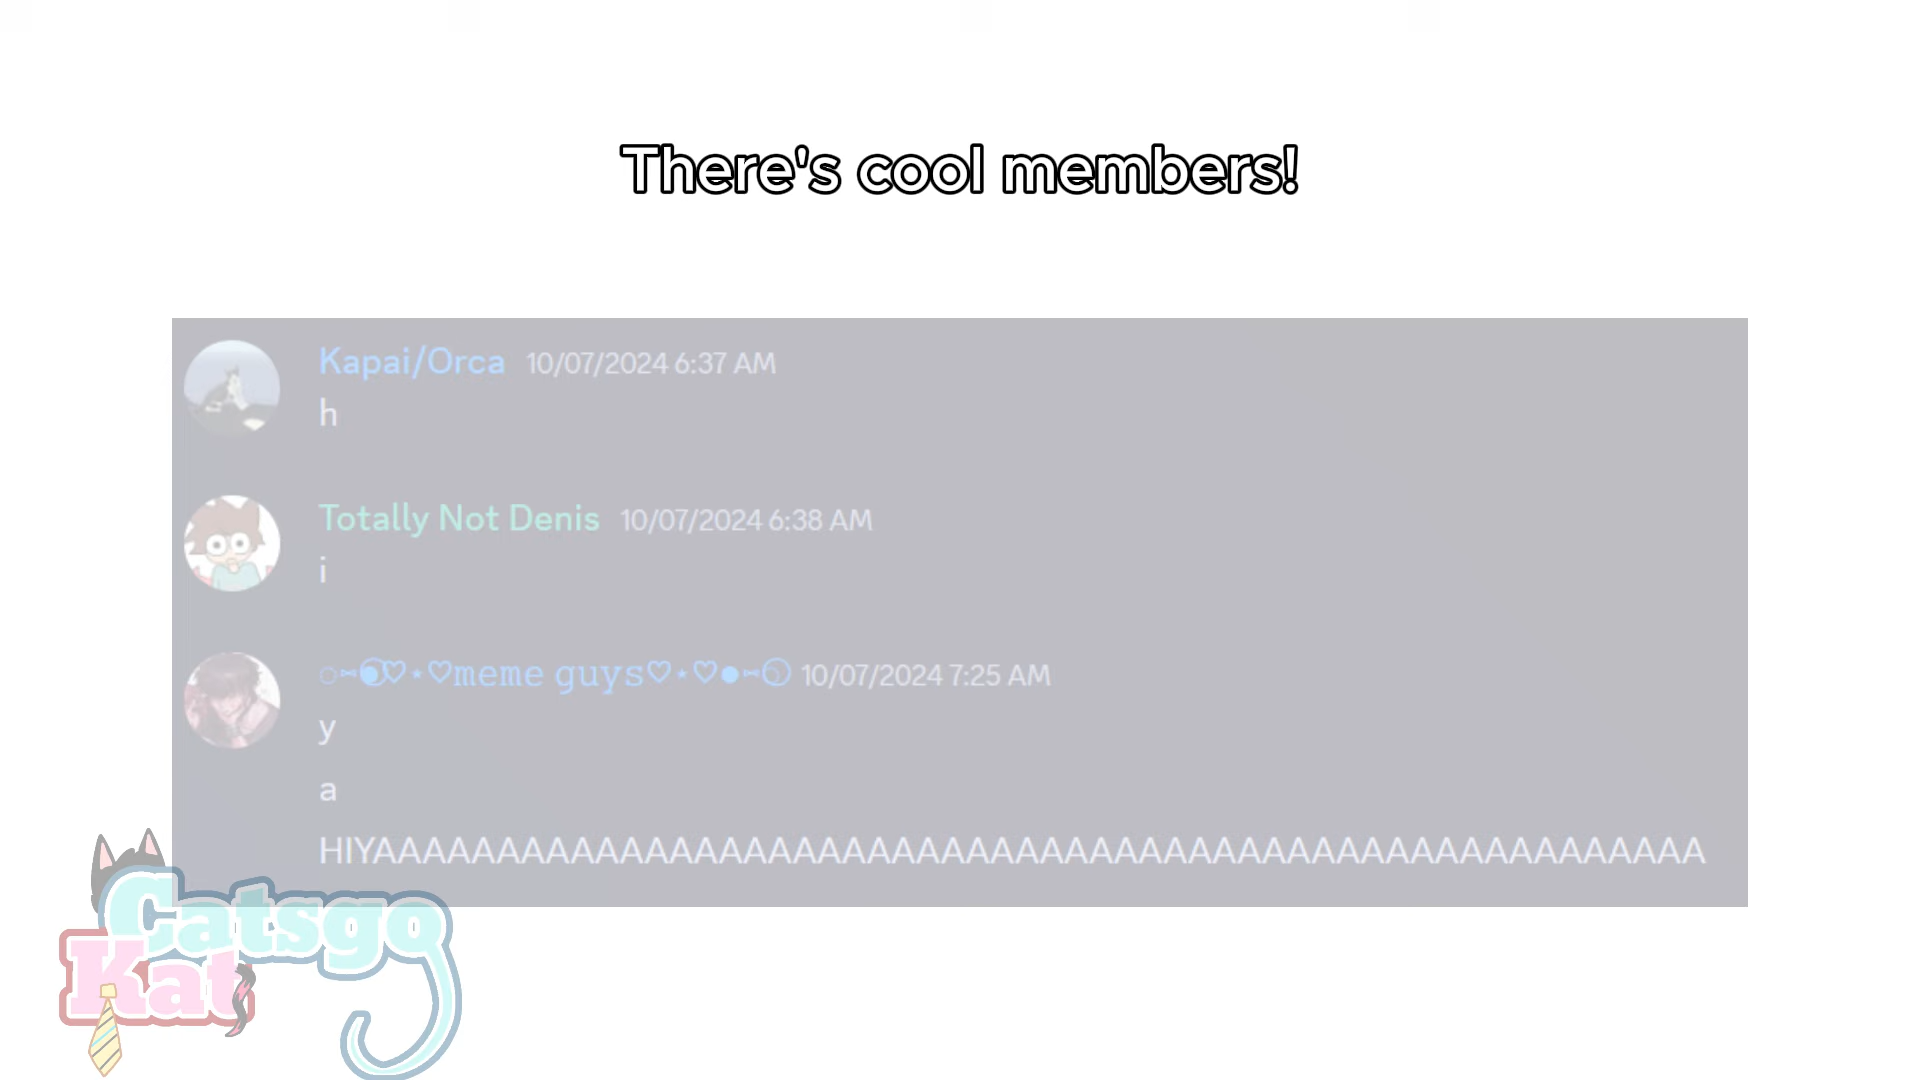 There's cool members!
Kapai/Orca 10/07/2024 6:37 AM
h
Totally Not Denis 10/07/2024 6:38 AM
i
meme guys 10/07/2024 7:25 AM
y
a
HIYAAAAAAAAAAAAAAAAAAAAAAAAAAAAAAAAAAAAAAAAAAAAAAAAAAAAAA
Catsgo
Kat